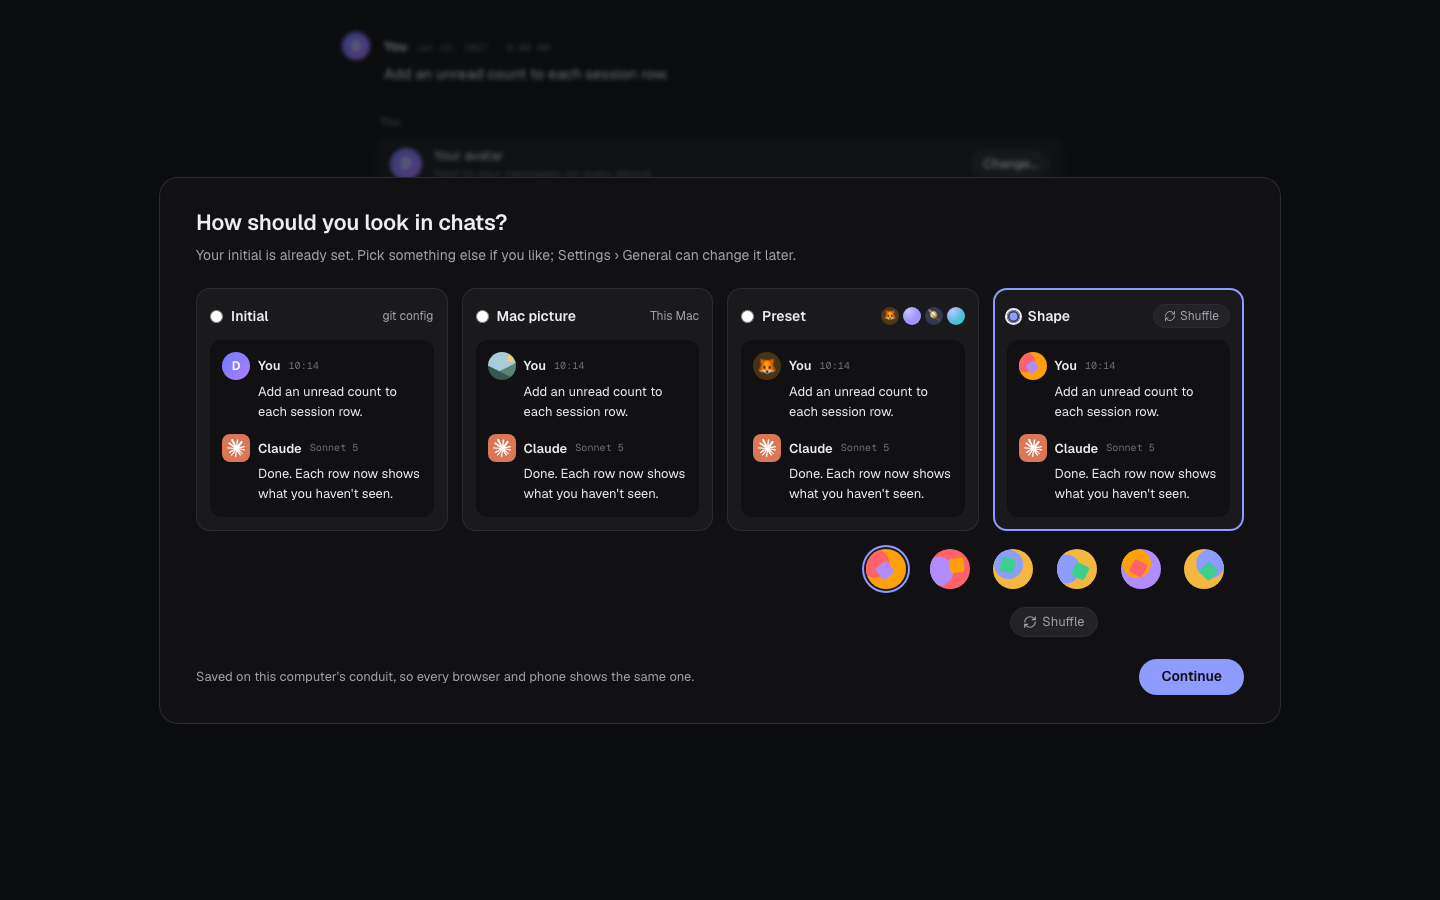 You
Add an unread count to each session row.
You
D Your avatar
Change...
How should you look in chats?
Your initial is already set. Pick something else if you like; Settings › General can change it later.
Initial
git config
D You 10:14
Add an unread count to
each session row.
Claude Sonnet 5
Done. Each row now shows
what you haven't seen.
Mac picture
This Mac
You 10:14
Add an unread count to
each session row.
Claude Sonnet 5
Done. Each row now shows
what you haven't seen.
Preset
You 10:14
Add an unread count to
each session row.
Claude Sonnet 5
Done. Each row now shows
what you haven't seen.
Shape
Shuffle
You 10:14
Add an unread count to
each session row.
Claude Sonnet 5
Done. Each row now shows
what you haven't seen.
Shuffle
Saved on this computer's conduit, so every browser and phone shows the same one.
Continue